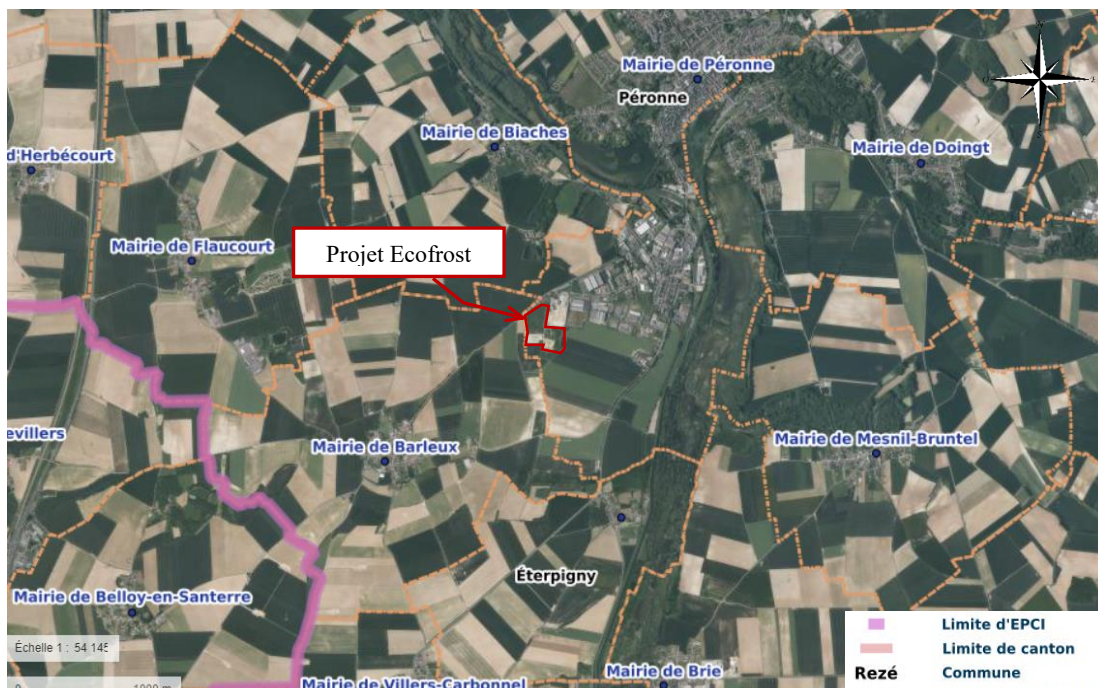 Mairie de Péronne
Péronne
Mairie de Biaches
Mairie de Doingt
d'Herbécourt
Mairie de Flaucourt
Projet Ecofrost
evillers
Mairie de Barleux
Mairie de Mesnil-Bruntel
Éterpigny
Mairie de Belloy-en-Santerre
Échelle 1 : 54 145
Limite d'EPCI
Limite de canton
Rezé Commune
Mairie de Brie
Mairie de Villers-Carbonnel
0 1000 m